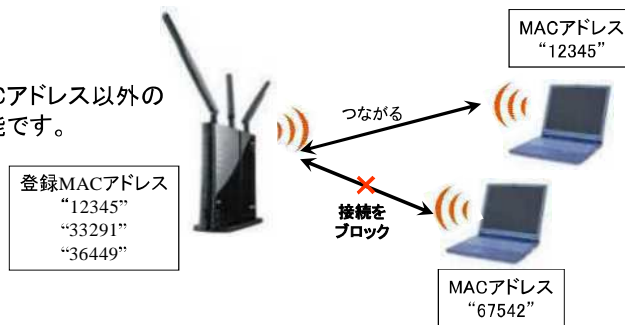 MACアドレス
“12345”
Cアドレス以外の
です。
つながる
登録MACアドレス
“12345”
“33291”
“36449”
接続を
ブロック
MACアドレス
“67542”